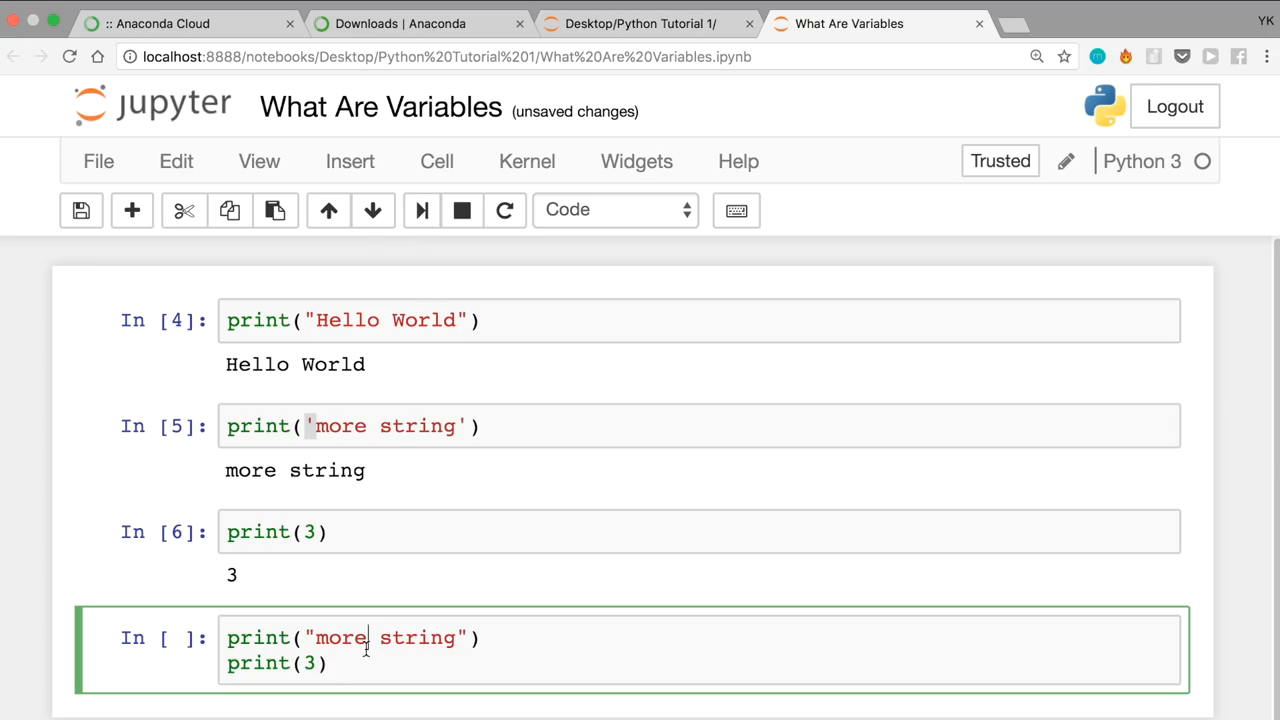 :: Anaconda Cloud
Downloads | Anaconda
Desktop/Python Tutorial 1/
What Are Variables
YK
localhost:8888/notebooks/Desktop/Python%20Tutorial%201/What%20Are%20Variables.ipynb
jupyter What Are Variables (unsaved changes)
Logout
File Edit View Insert Cell Kernel Widgets Help
Trusted
Python 3
Code
In [4]: print("Hello World")
Hello World
In [5]: print('more string')
more string
In [6]: print(3)
3
In [ ]: print("more string")
print(3)